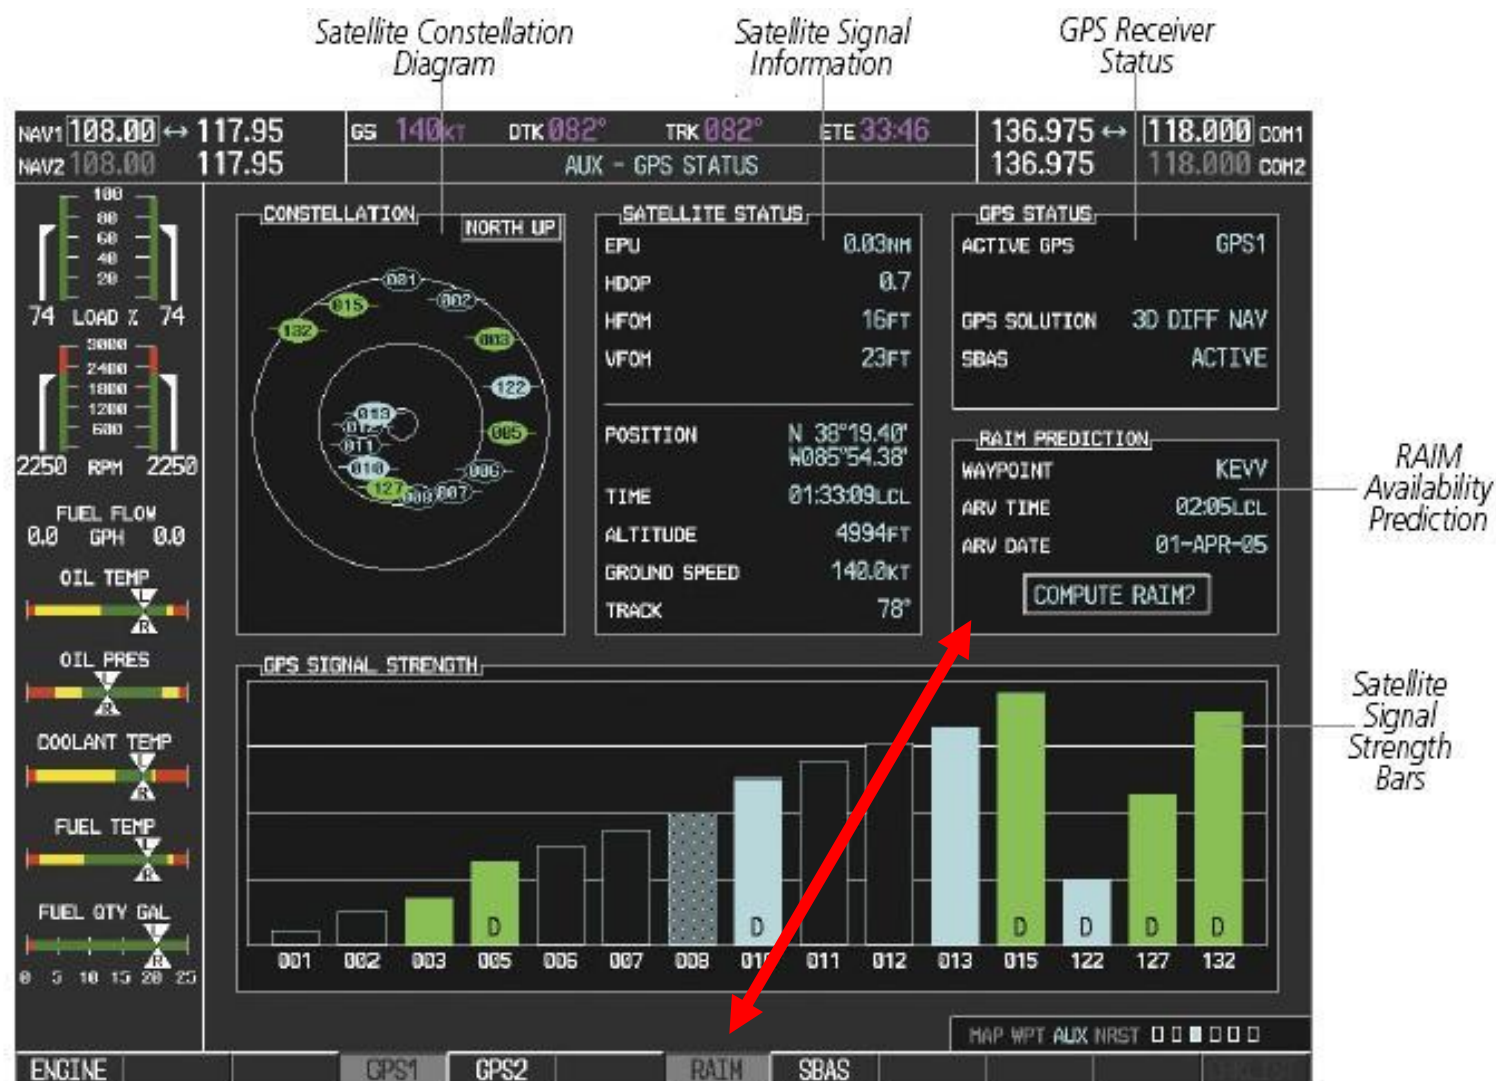 Satellite Constellation
Diagram
Satellite Signal
Information
GPS Receiver
Status
NAV1 108.00 ↔ 117.95
NAV2 108.00 117.95
GS 140KT DTK 082° TRK 082° ETE 33:46
AUX - GPS STATUS
136.975 ↔ 118.000 COM1
136.975 118.000 COM2
100
80
60
40
20
74 LOAD % 74
3000
2400
1800
1200
600
2250 RPM 2250
FUEL FLOW
0.0 GPH 0.0
OIL TEMP
L
R
OIL PRES
L
R
COOLANT TEMP
L
R
FUEL TEMP
L
R
FUEL QTY GAL
L
R
0 5 10 15 20 25
CONSTELLATION
NORTH UP
001
002
015
132
003
122
013
012
005
011
010
006
127
008
007
SATELLITE STATUS
EPU 0.03NM
HDOP 0.7
HFOM 16FT
VFOM 23FT
POSITION N 38°19.40'
W085°54.38'
TIME 01:33:09LCL
ALTITUDE 4994FT
GROUND SPEED 140.0KT
TRACK 78°
GPS STATUS
ACTIVE GPS GPS1
GPS SOLUTION 3D DIFF NAV
SBAS ACTIVE
RAIM PREDICTION
WAYPOINT KEVV
ARV TIME 02:05LCL
ARV DATE 01-APR-05
COMPUTE RAIM?
RAIM
Availability
Prediction
GPS SIGNAL STRENGTH
D D D D D D
001 002 003 005 006 007 008 010 011 012 013 015 122 127 132
Satellite
Signal
Strength
Bars
MAP WPT AUX NRST
ENGINE GPS1 GPS2 RAIM SBAS